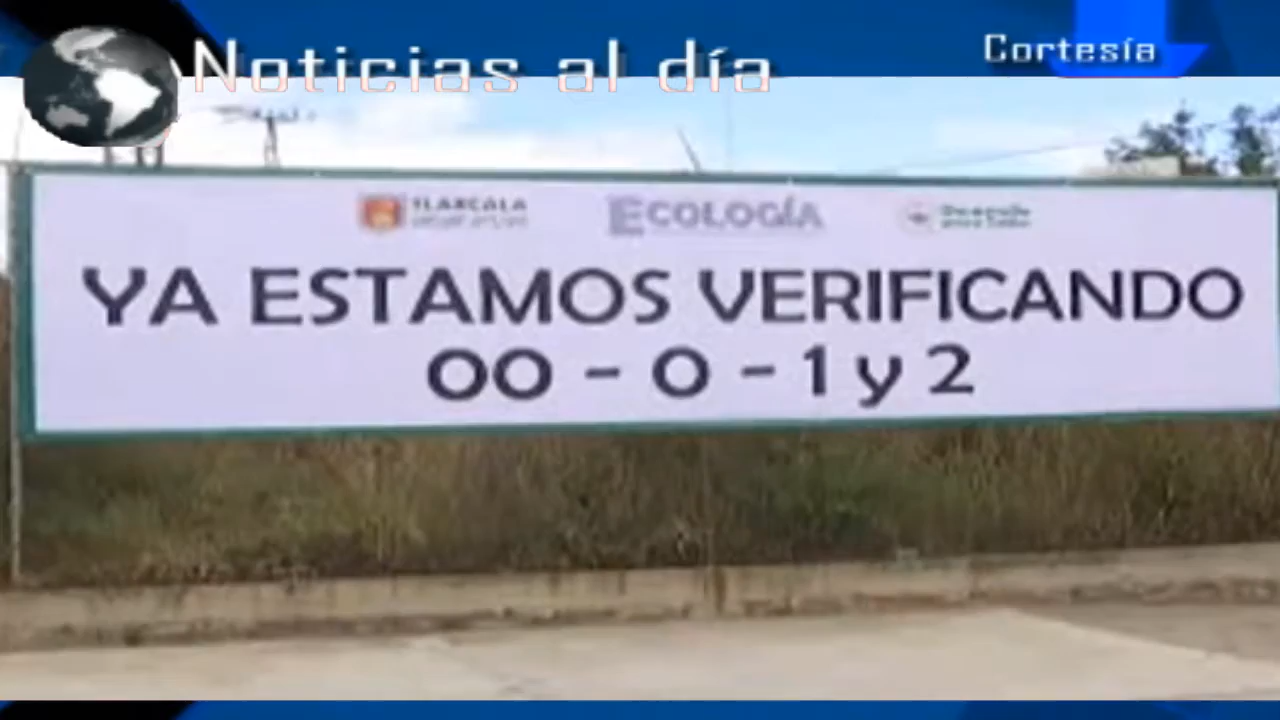 Noticias al día
Cortesía
TLAXCALA
ECOLOGÍA
YA ESTAMOS VERIFICANDO
00 - 0 - 1 y 2